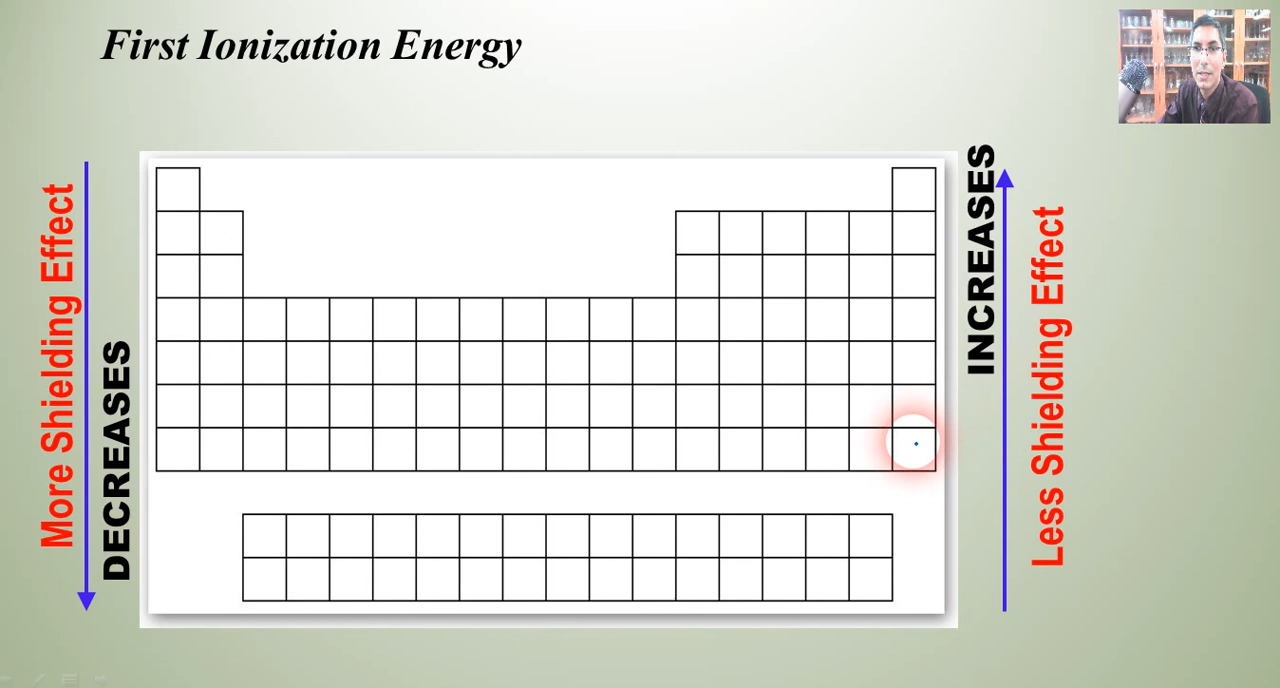 First Ionization Energy
More Shielding Effect
DECREASES
INCREASES
Less Shielding Effect